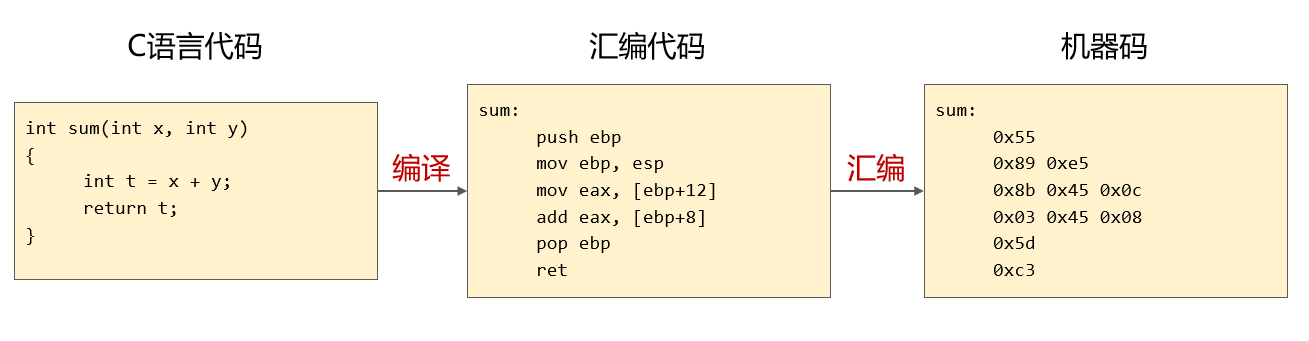 C语言代码
int sum(int x, int y)
{
int t = x + y;
return t;
}
编译
汇编代码
sum:
push ebp
mov ebp, esp
mov eax, [ebp+12]
add eax, [ebp+8]
pop ebp
ret
汇编
机器码
sum:
0x55
0x89 0xe5
0x8b 0x45 0x0c
0x03 0x45 0x08
0x5d
0xc3